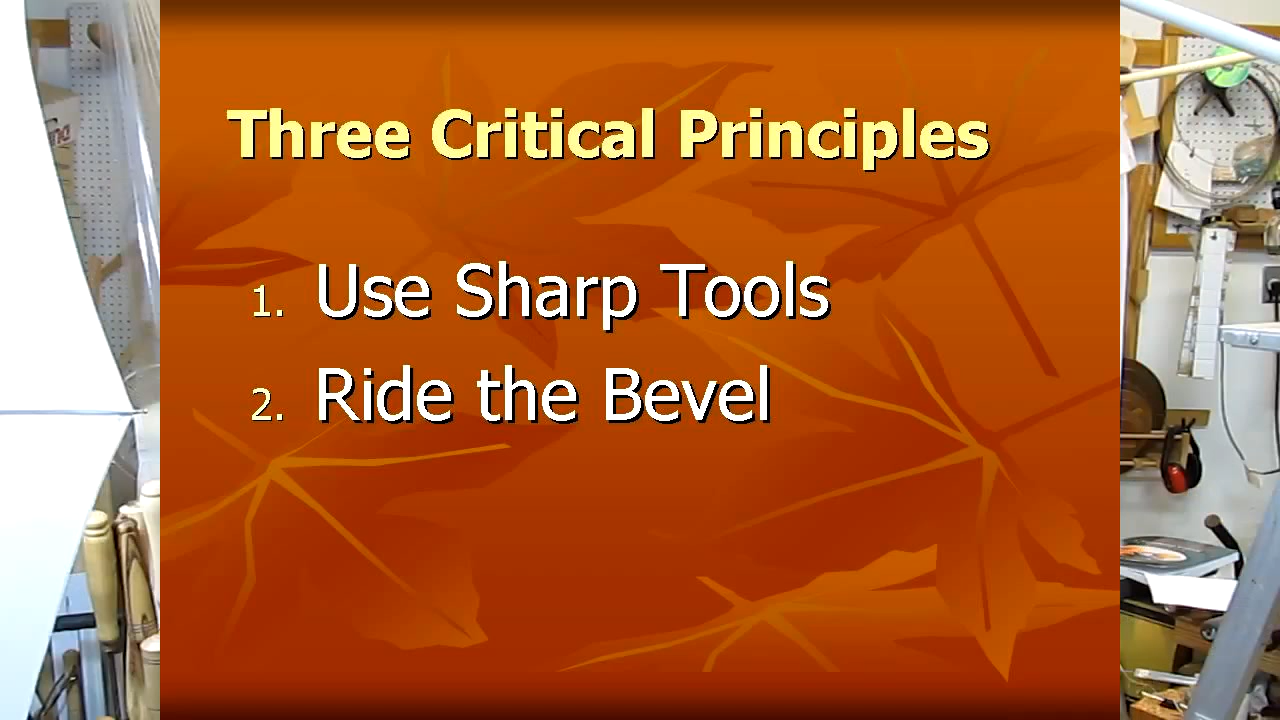 Three Critical Principles
1. Use Sharp Tools
2. Ride the Bevel